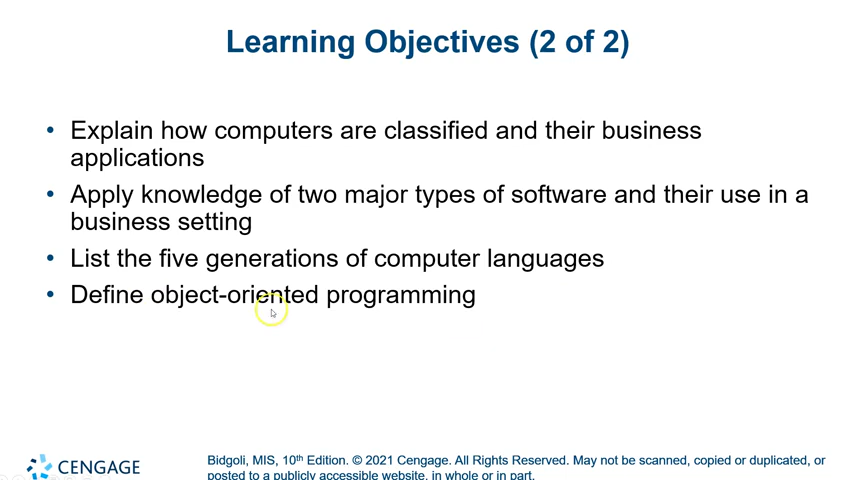 Learning Objectives (2 of 2)
• Explain how computers are classified and their business
applications
• Apply knowledge of two major types of software and their use in a
business setting
• List the five generations of computer languages
• Define object-oriented programming
CENGAGE
Bidgoli, MIS, 10th Edition. © 2021 Cengage. All Rights Reserved. May not be scanned, copied or duplicated, or
posted to a publicly accessible website, in whole or in part.